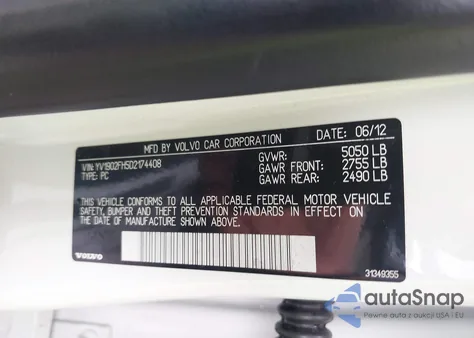 MFD BY VOLVO CAR CORPORATION DATE: 06/12
VIN: YV1902FH5D2174408 GVWR: 5050 LB
TYPE: PC GAWR FRONT: 2755 LB
GAWR REAR: 2490 LB
THIS VEHICLE CONFORMS TO ALL APPLICABLE FEDERAL MOTOR VEHICLE
SAFETY, BUMPER AND THEFT PREVENTION STANDARDS IN EFFECT ON
THE DATE OF MANUFACTURE SHOWN ABOVE.
VOLVO 31349355
autoSnap
Pewne auta z aukcji USA i EU